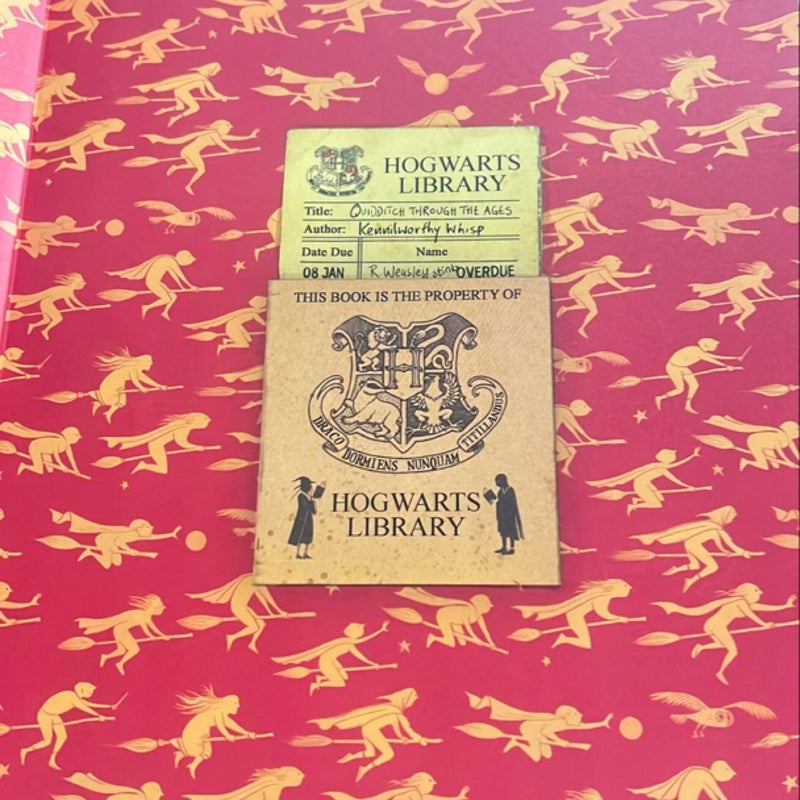 HOGWARTS
LIBRARY
Title: QUIDDITCH THROUGH THE AGES
Author: Kennilworthy Whisp
Date Due Name
08 JAN R Weasley stinks OVERDUE
THIS BOOK IS THE PROPERTY OF
H
DRACO DORMIENS NUNQUAM TITILLANDUS
HOGWARTS
LIBRARY